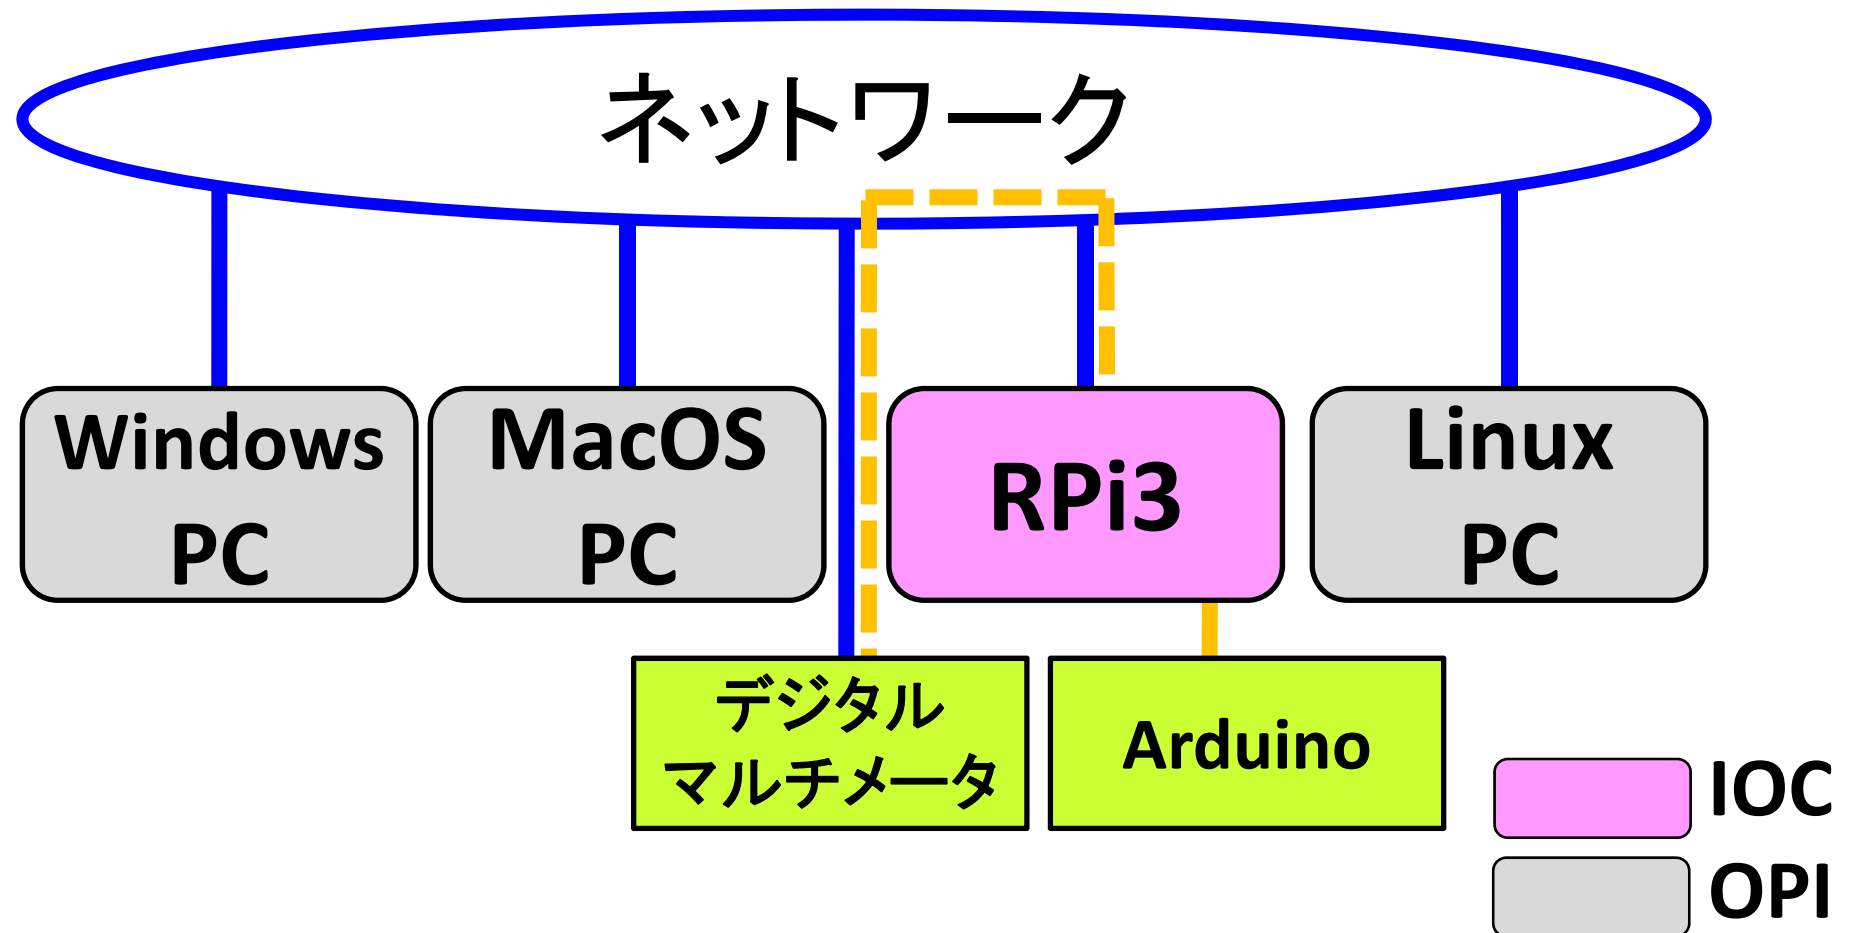 ネットワーク
Windows
PC
MacOS
PC
RPi3
Linux
PC
デジタル
マルチメータ
Arduino
IOC
OPI